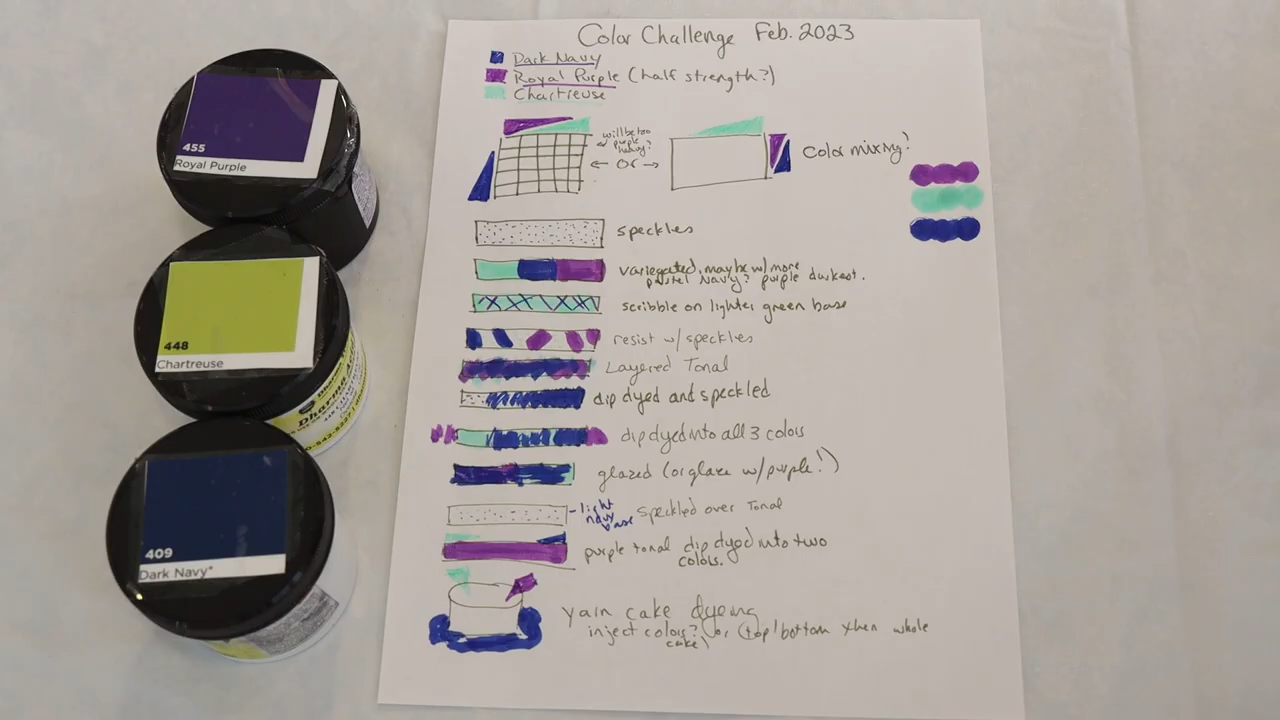 Color Challenge Feb. 2023
Dark Navy
Royal Purple (half strength?)
Chartreuse
will be too
purple
heavy?
← or →
Color mixing?
speckles
variegated, maybe w/ more
pastel Navy? purple darkest.
scribble on lighter green base
resist w/ speckles
Layered Tonal
dip dyed and speckled
dip dyed into all 3 colors
glazed (or glaze w/ purple!)
- light
navy
base
speckled over Tonal
purple tonal dip dyed into two
colors.
Yarn cake dyeing
inject colors? or (top/bottom then whole
cake)
455
Royal Purple
448
Chartreuse
Dharma
409
Dark Navy*